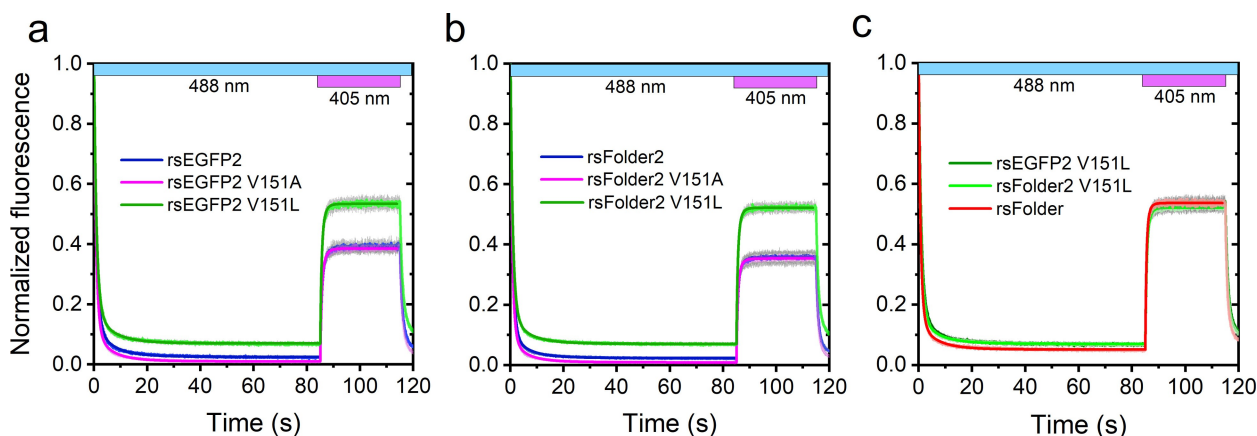 a
1.0
0.8
0.6
0.4
0.2
0.0
Normalized fluorescence
488 nm
405 nm
rsEGFP2
rsEGFP2 V151A
rsEGFP2 V151L
0 20 40 60 80 100 120
Time (s)
b
1.0
0.8
0.6
0.4
0.2
0.0
488 nm
405 nm
rsFolder2
rsFolder2 V151A
rsFolder2 V151L
0 20 40 60 80 100 120
Time (s)
c
1.0
0.8
0.6
0.4
0.2
0.0
488 nm
405 nm
rsEGFP2 V151L
rsFolder2 V151L
rsFolder
0 20 40 60 80 100 120
Time (s)